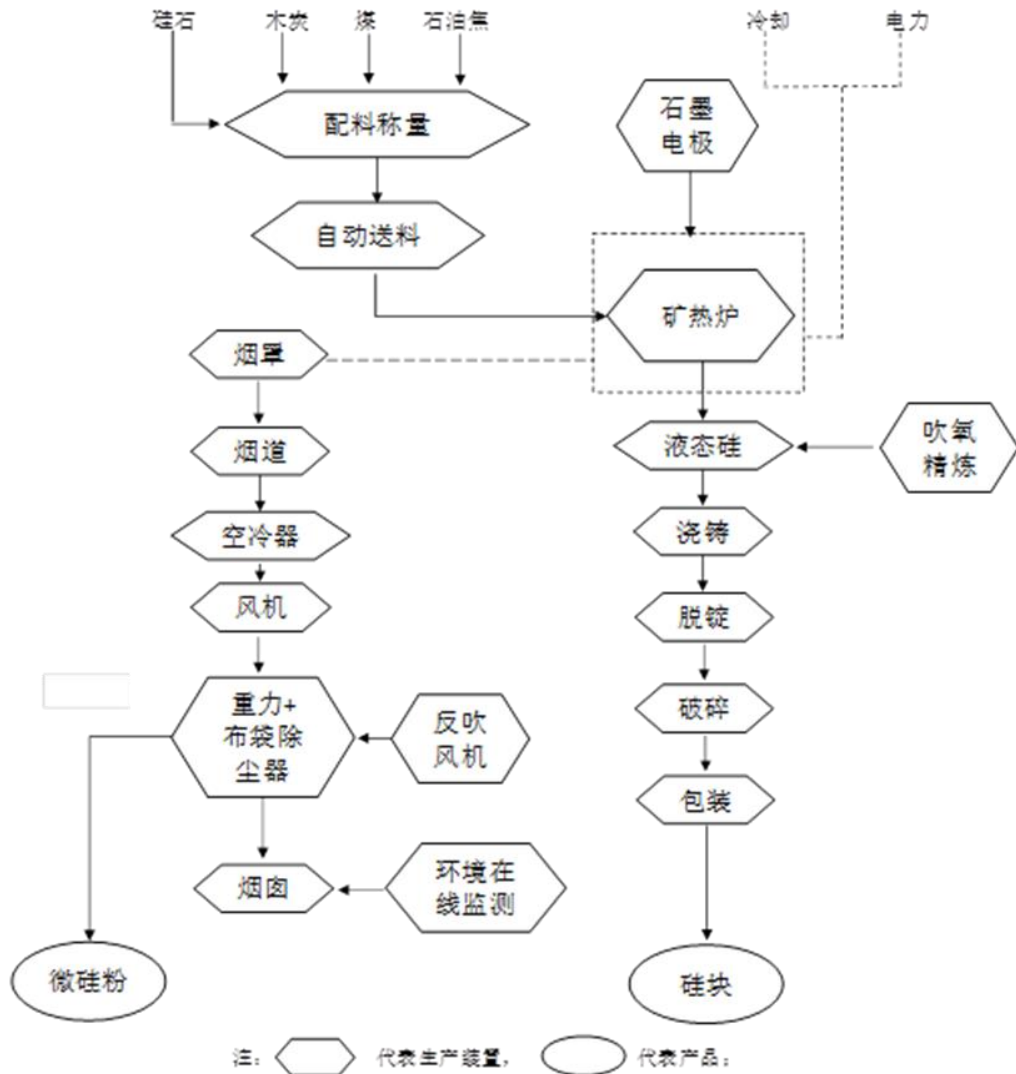 硅石 木炭 煤 石油焦 冷却 电力
配料称量
石墨
电极
自动送料
矿热炉
烟罩
烟道
液态硅
吹氧
精炼
空冷器
浇铸
风机
脱锭
重力+
布袋除
尘器
反吹
风机
破碎
包装
烟囱
环境在
线监测
微硅粉
硅块
注： 代表生产装置， 代表产品；